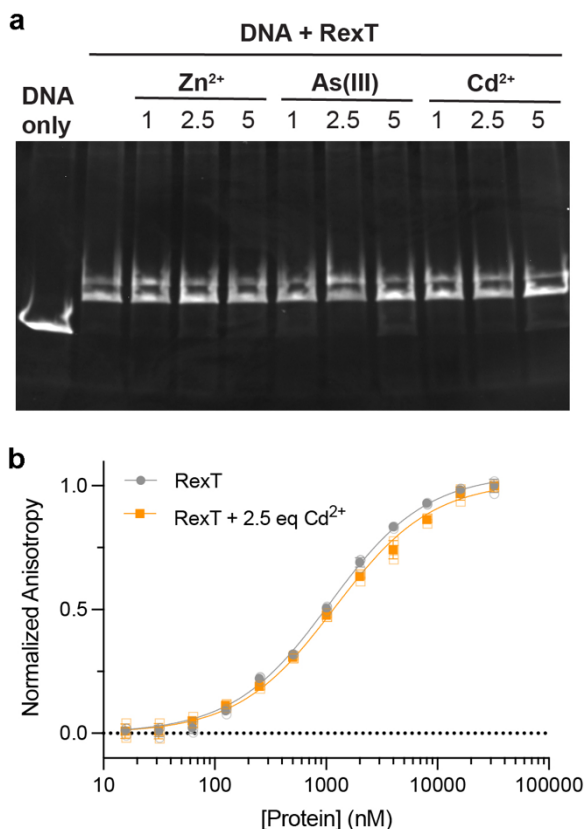 a
DNA + RexT
Zn²⁺ As(III) Cd²⁺
DNA only
1 2.5 5 1 2.5 5 1 2.5 5
b
RexT
RexT + 2.5 eq Cd²⁺
Normalized Anisotropy
1.0
0.5
0.0
10 100 1000 10000 100000
[Protein] (nM)